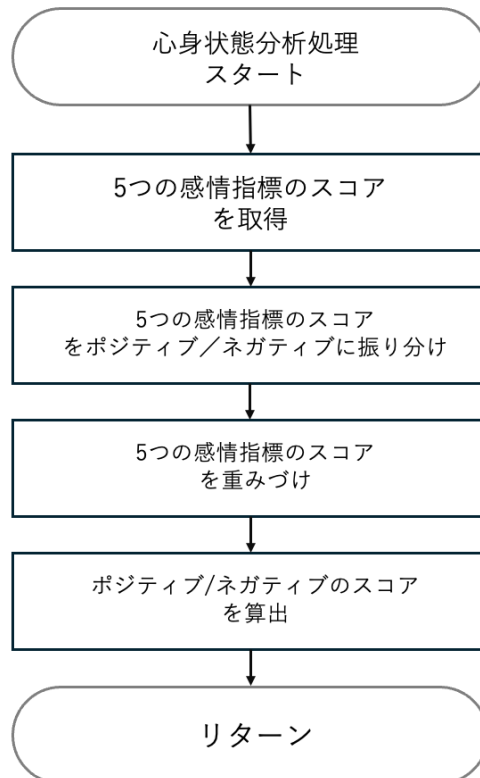 心身状態分析処理
スタート
5つの感情指標のスコア
を取得
5つの感情指標のスコア
をポジティブ／ネガティブに振り分け
5つの感情指標のスコア
を重みづけ
ポジティブ/ネガティブのスコア
を算出
リターン